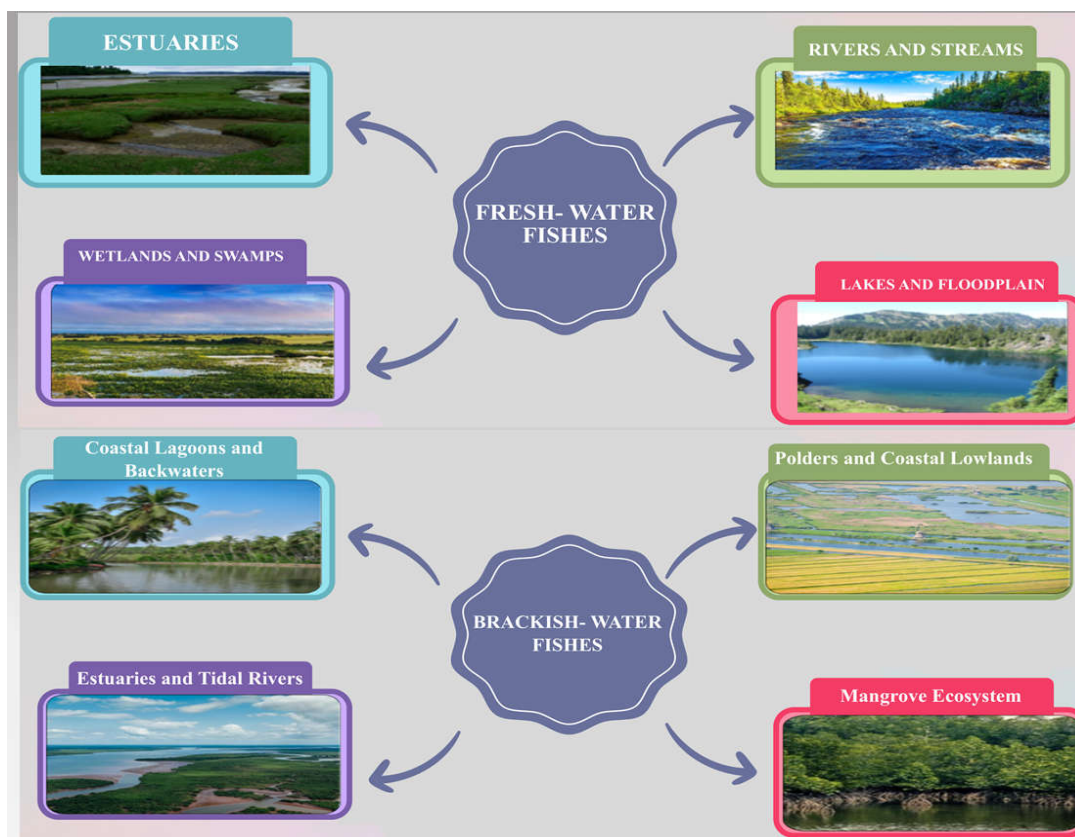 ESTUARIES
RIVERS AND STREAMS
FRESH- WATER
FISHES
WETLANDS AND SWAMPS
LAKES AND FLOODPLAIN
Coastal Lagoons and
Backwaters
Polders and Coastal Lowlands
BRACKISH- WATER
FISHES
Estuaries and Tidal Rivers
Mangrove Ecosystem